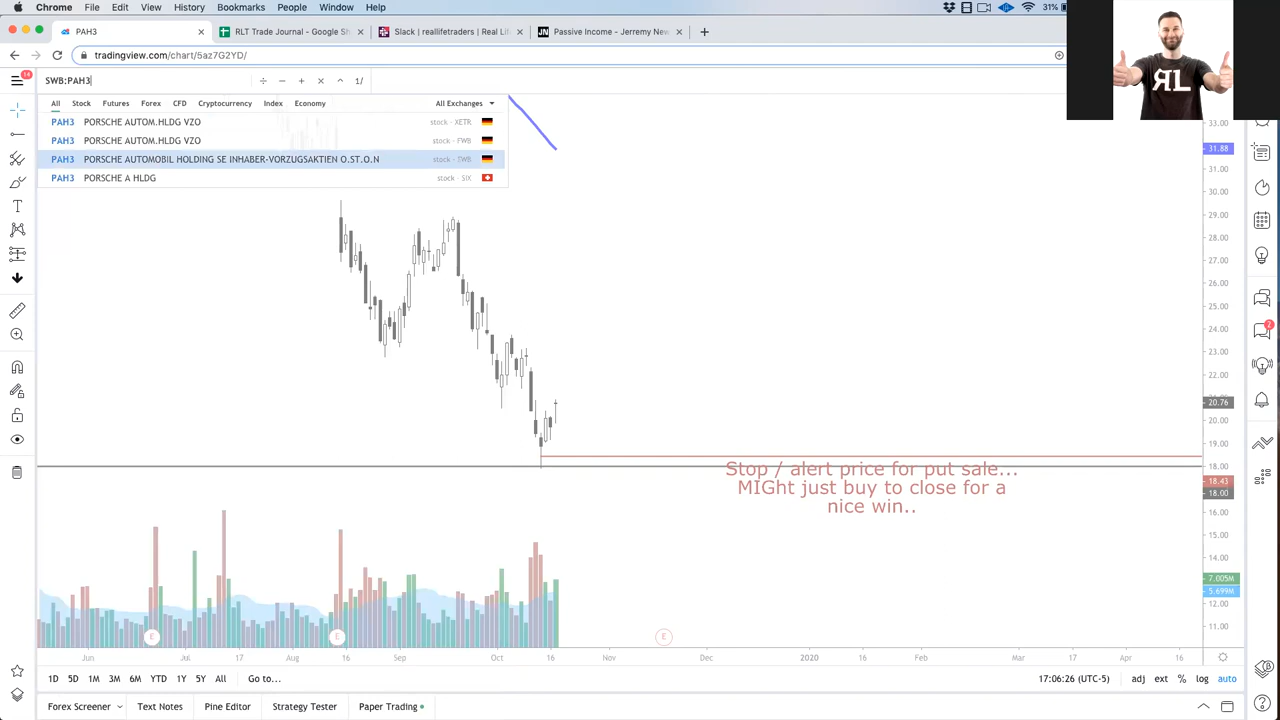 Chrome File Edit View History Bookmarks People Window Help 31%
PAH3 RLT Trade Journal - Google Sh Slack | reallifetraders | Real Lif JN Passive Income - Jerremy New
tradingview.com/chart/5az7G2YD/
14 SWB:PAH3 1/
All Stock Futures Forex CFD Cryptocurrency Index Economy All Exchanges
PAH3 PORSCHE AUTOM.HLDG VZO stock - XETR
PAH3 PORSCHE AUTOM.HLDG VZO stock - FWB
PAH3 PORSCHE AUTOMOBIL HOLDING SE INHABER-VORZUGSAKTIEN O.ST.O.N stock - SWB
PAH3 PORSCHE A HLDG stock - SIX
RL
33.00
31.88
31.00
30.00
29.00
28.00
27.00
26.00
25.00
24.00
23.00
22.00
20.76
20.00
19.00
18.00
18.43
18.00
16.00
15.00
14.00
7.005M
5.699M
12.00
11.00
Stop / alert price for put sale...
MIGht just buy to close for a
nice win..
2
E E E
Jun Jul 17 Aug 16 Sep Oct 16 Nov Dec 2020 16 Feb Mar 17 Apr 16
1D 5D 1M 3M 6M YTD 1Y 5Y All Go to... 17:06:26 (UTC-5) adj ext % log auto
Forex Screener Text Notes Pine Editor Strategy Tester Paper Trading